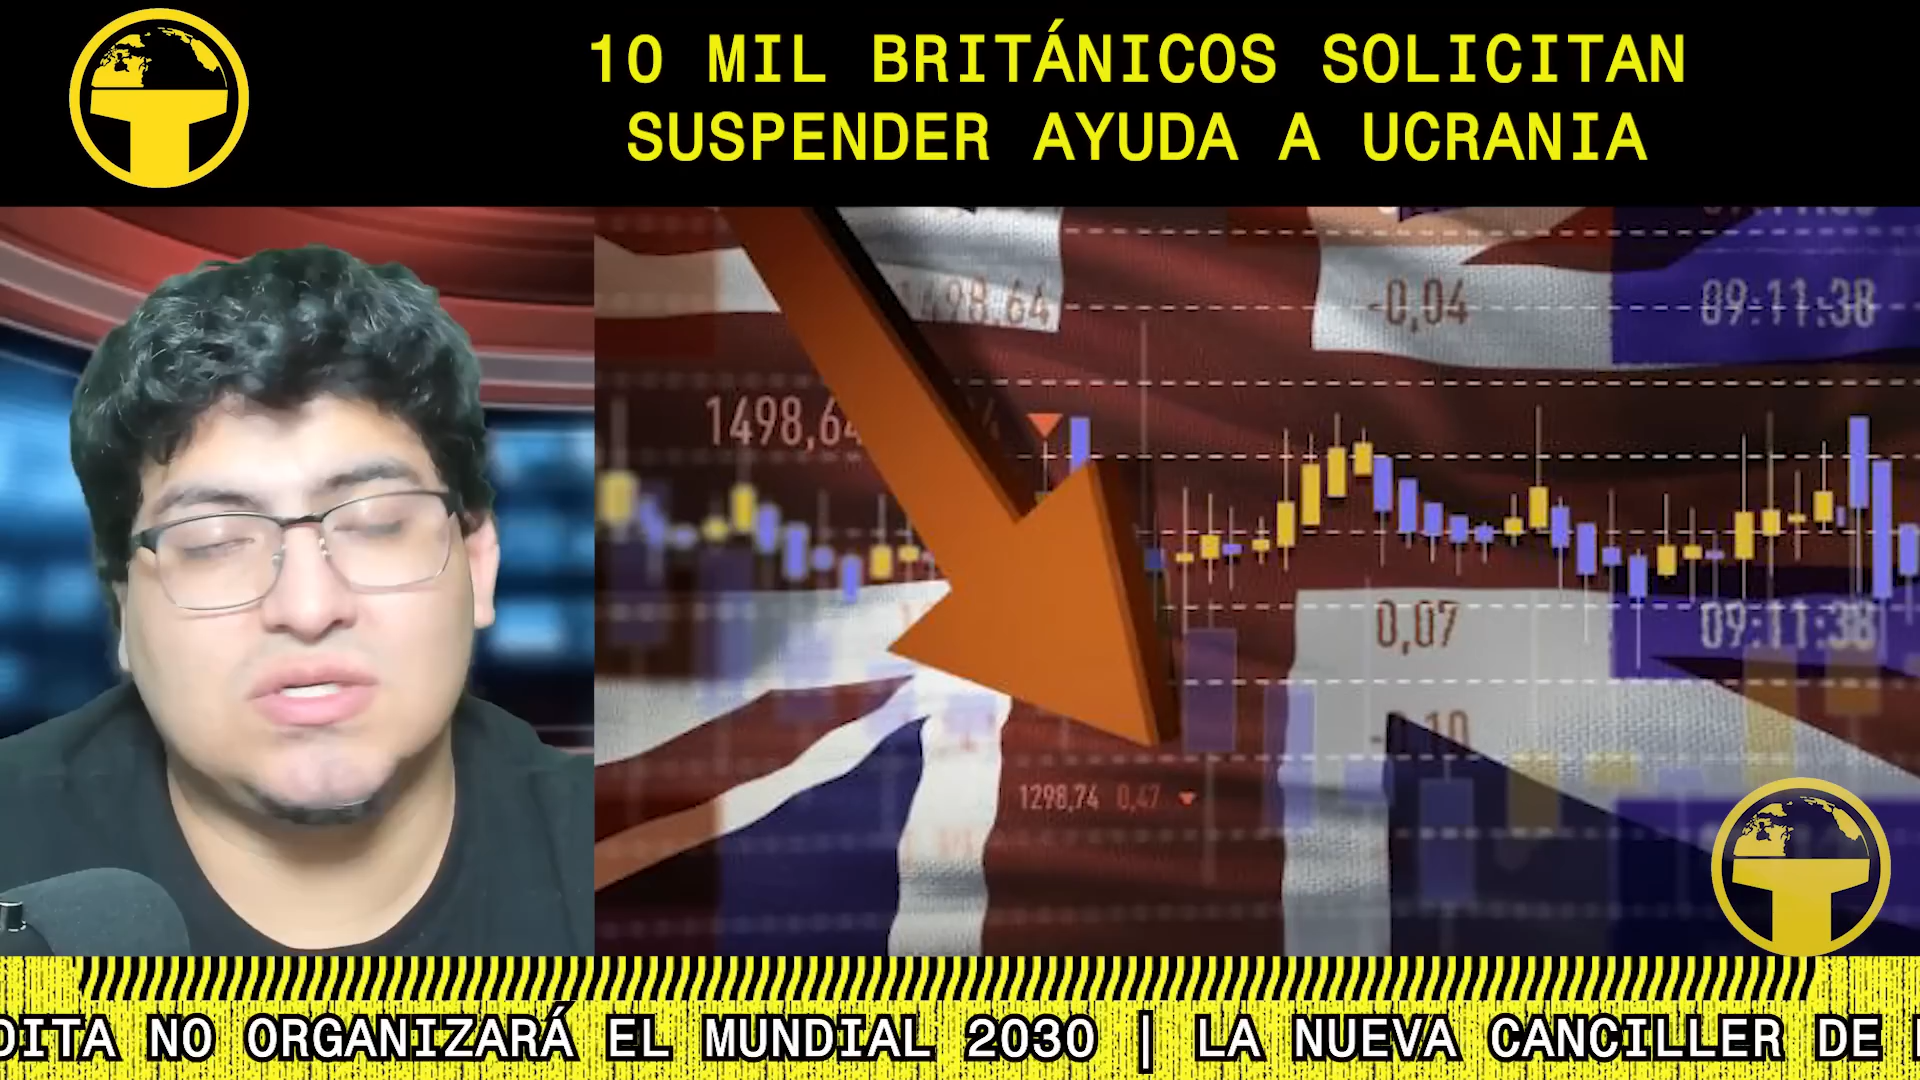 10 MIL BRITÁNICOS SOLICITAN
SUSPENDER AYUDA A UCRANIA
1498,64
-0,04
09:11:38
1498,64
0,07
09:11:38
1298,74 0,47
DITA NO ORGANIZARÁ EL MUNDIAL 2030 | LA NUEVA CANCILLER DE